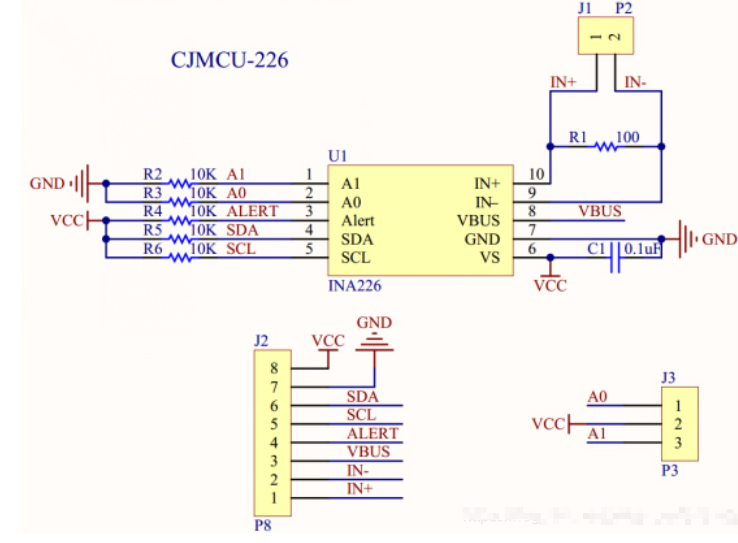 J1 P2
1 2
CJMCU-226
IN+ IN-
R1 100
U1
R2 10K A1 1 A1 IN+ 10
GND
R3 10K A0 2 A0 IN- 9
R4 10K ALERT 3 Alert VBUS 8 VBUS
VCC
R5 10K SDA 4 SDA GND 7
GND
R6 10K SCL 5 SCL VS 6 C1 0.1uF
INA226
VCC
GND
J2 VCC
8
7
6 SDA
5 SCL
4 ALERT
3 VBUS
2 IN-
1 IN+
P8
J3
A0 1
VCC 2
A1 3
P3